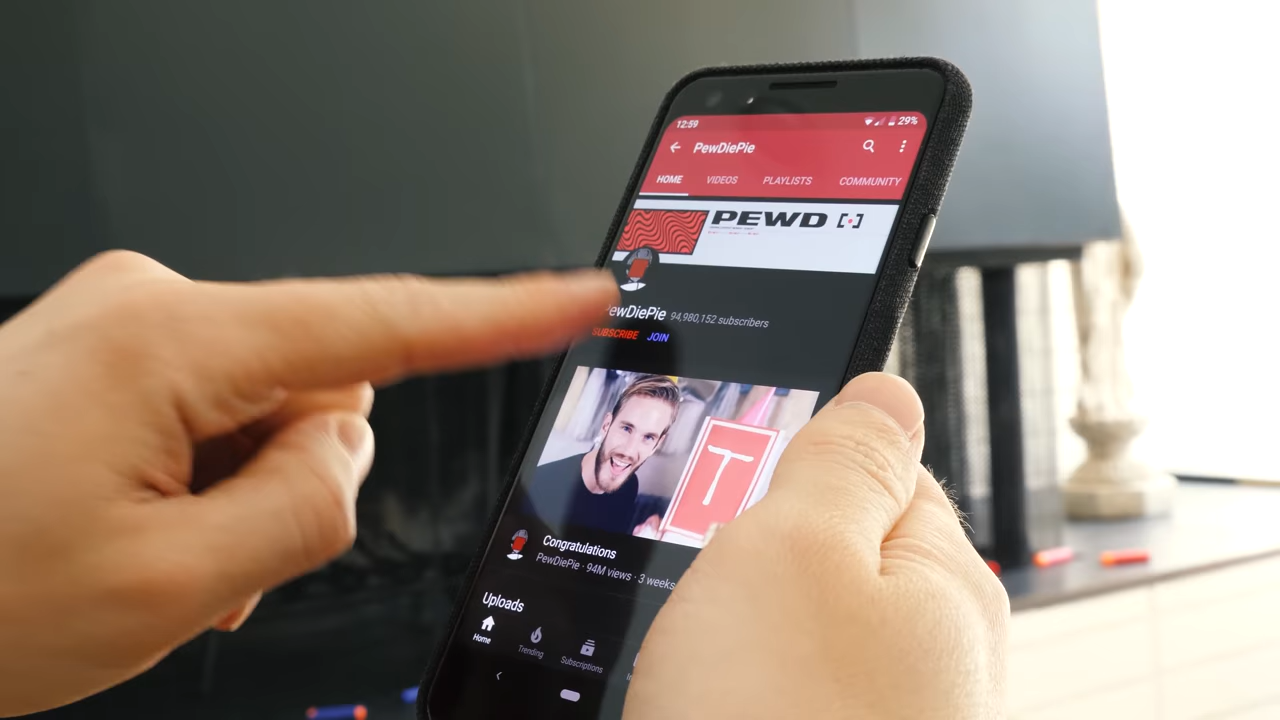 12:59 29%
PewDiePie
HOME VIDEOS PLAYLISTS COMMUNITY
PEWD
PewDiePie 94,980,152 subscribers
SUBSCRIBE JOIN
T
Congratulations
PewDiePie · 94M views · 3 weeks
Uploads
Home Trending Subscriptions